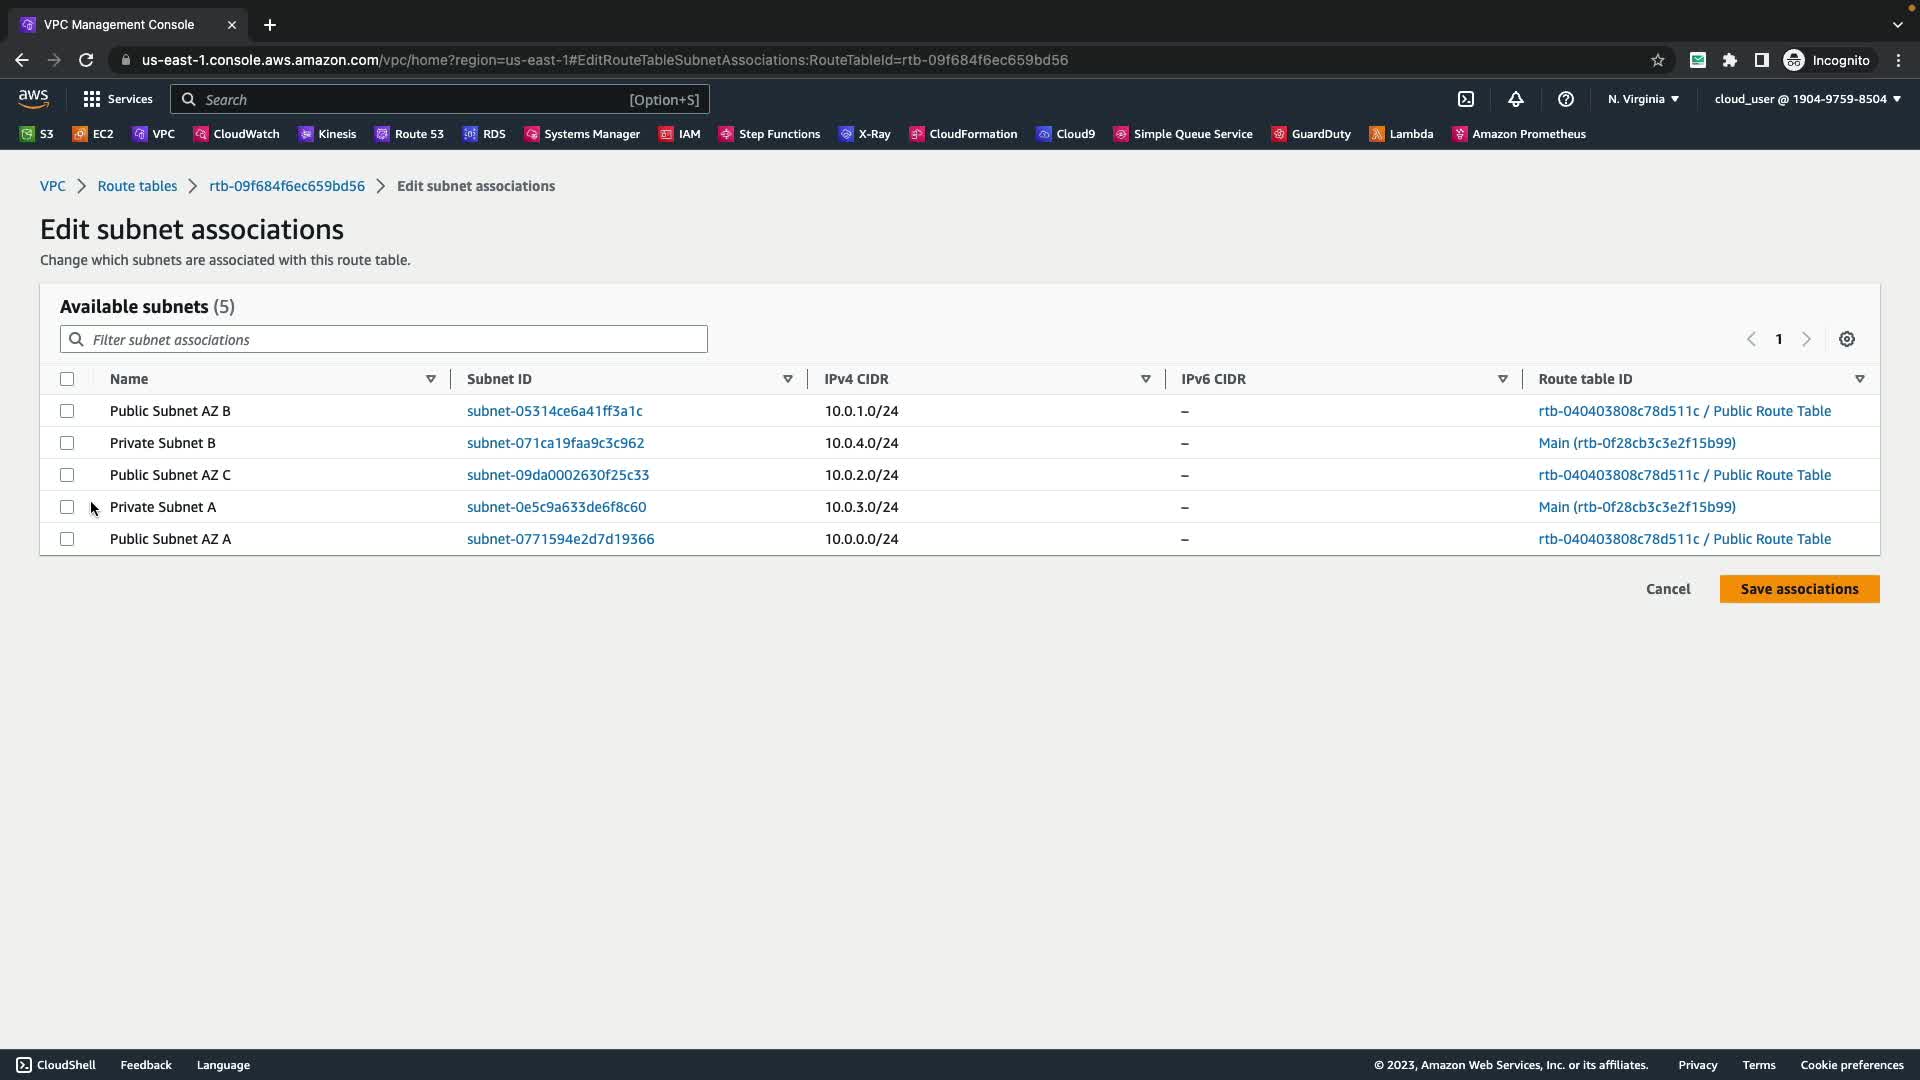 VPC Management Console
us-east-1.console.aws.amazon.com/vpc/home?region=us-east-1#EditRouteTableSubnetAssociations:RouteTableId=rtb-09f684f6ec659bd56
Incognito
aws Services Search [Option+S] N. Virginia cloud_user @ 1904-9759-8504
S3 EC2 VPC CloudWatch Kinesis Route 53 RDS Systems Manager IAM Step Functions X-Ray CloudFormation Cloud9 Simple Queue Service GuardDuty Lambda Amazon Prometheus
VPC Route tables rtb-09f684f6ec659bd56 Edit subnet associations
Edit subnet associations
Change which subnets are associated with this route table.
Available subnets (5)
Filter subnet associations 1
Name Subnet ID IPv4 CIDR IPv6 CIDR Route table ID
Public Subnet AZ B subnet-05314ce6a41ff3a1c 10.0.1.0/24 – rtb-040403808c78d511c / Public Route Table
Private Subnet B subnet-071ca19faa9c3c962 10.0.4.0/24 – Main (rtb-0f28cb3c3e2f15b99)
Public Subnet AZ C subnet-09da0002630f25c33 10.0.2.0/24 – rtb-040403808c78d511c / Public Route Table
Private Subnet A subnet-0e5c9a633de6f8c60 10.0.3.0/24 – Main (rtb-0f28cb3c3e2f15b99)
Public Subnet AZ A subnet-0771594e2d7d19366 10.0.0.0/24 – rtb-040403808c78d511c / Public Route Table
Cancel Save associations
CloudShell Feedback Language © 2023, Amazon Web Services, Inc. or its affiliates. Privacy Terms Cookie preferences